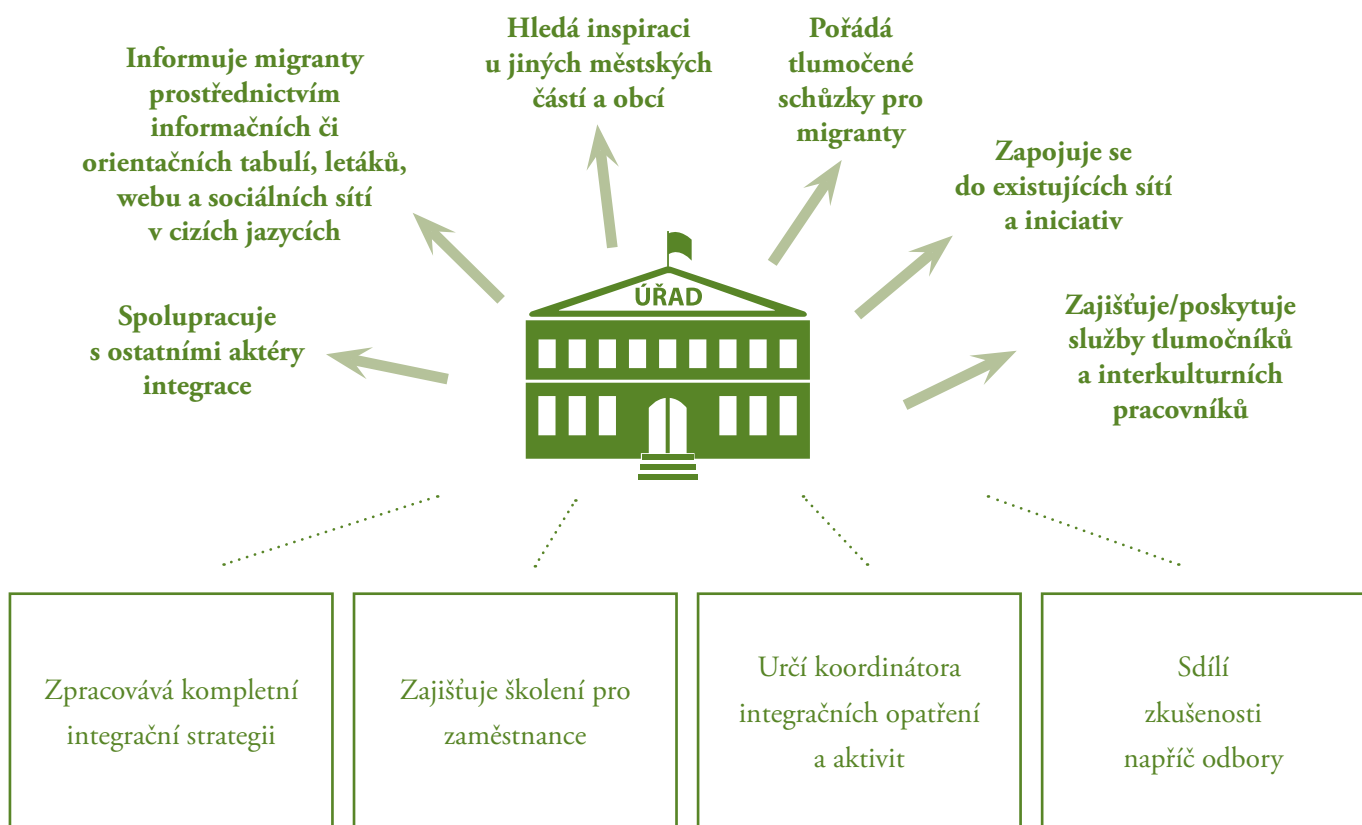 Informuje migranty
prostřednictvím
informačních či
orientačních tabulí, letáků,
webu a sociálních sítí
v cizích jazycích
Hledá inspiraci
u jiných městských
částí a obcí
Pořádá
tlumočené
schůzky pro
migranty
Zapojuje se
do existujících sítí
a iniciativ
Spolupracuje
s ostatními aktéry
integrace
ÚŘAD
Zajišťuje/poskytuje
služby tlumočníků
a interkulturních
pracovníků
Zpracovává kompletní
integrační strategii
Zajišťuje školení pro
zaměstnance
Určí koordinátora
integračních opatření
a aktivit
Sdílí
zkušenosti
napříč odbory